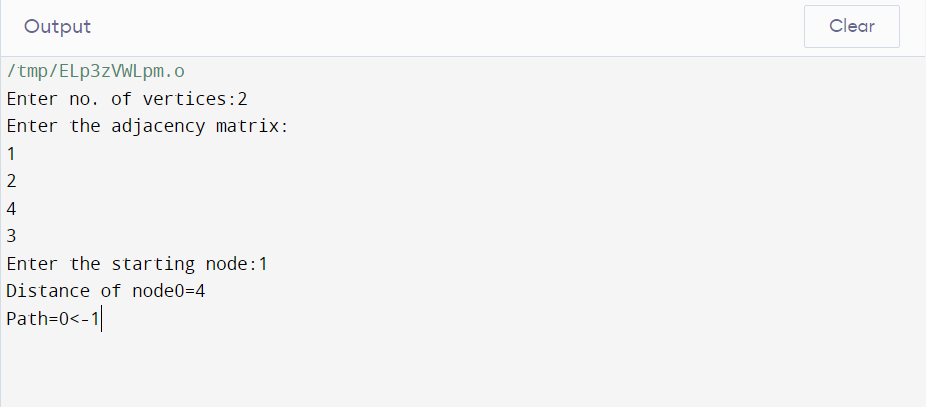 Output
Clear
/tmp/ELp3zVWLpm.o
Enter no. of vertices:2
Enter the adjacency matrix:
1
2
4
3
Enter the starting node:1
Distance of node0=4
Path=0<-1